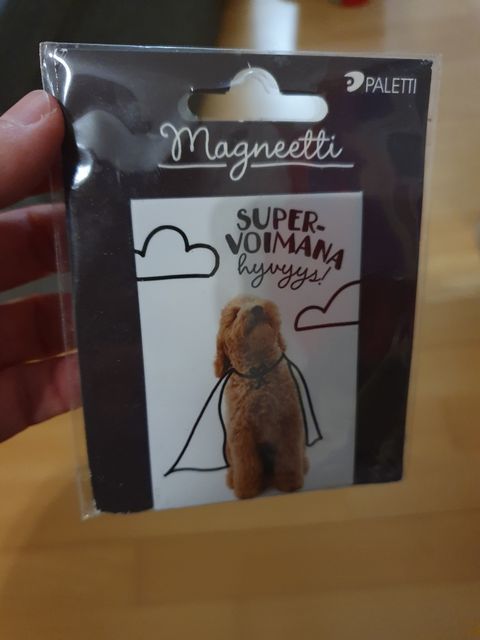 PALETTI
Magneetti
SUPER-
VOIMANA
hyvyys!